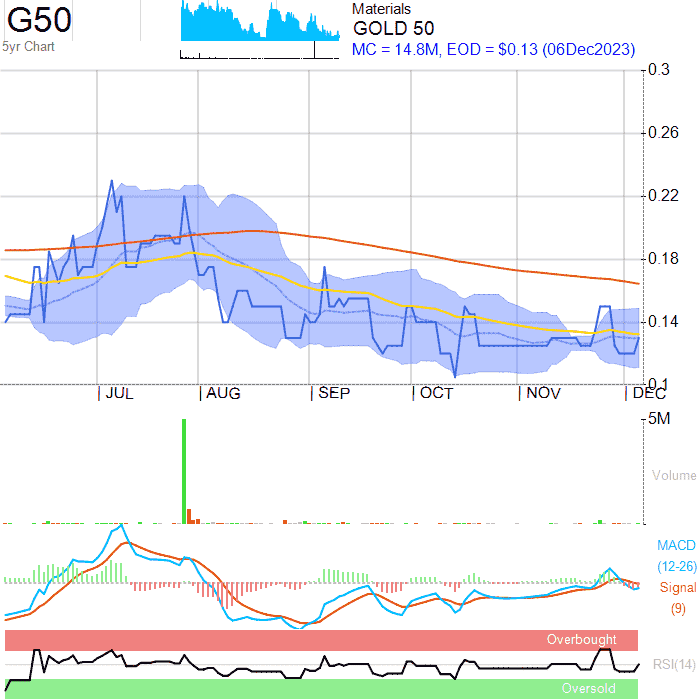 G50
5yr Chart
Materials
GOLD 50
MC = 14.8M, EOD = $0.13 (06Dec2023)
0.3
0.26
0.22
0.18
0.14
0.1
JUL AUG SEP OCT NOV DEC
5M
Volume
MACD
(12-26)
Signal
(9)
Overbought
RSI(14)
Oversold